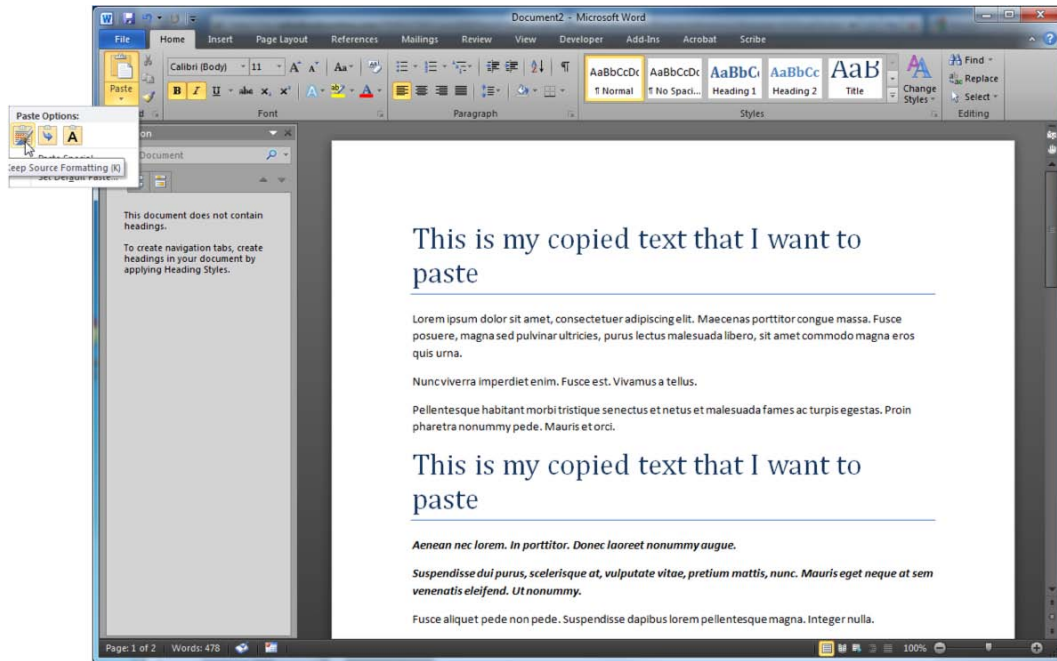 Document2 - Microsoft Word
File Home Insert Page Layout References Mailings Review View Developer Add-Ins Acrobat Scribe
Paste
Calibri (Body) 11
Aa
B I U abe x, x²
AaBbCcDc AaBbCcDc AaBbC AaBbCc AaB
¶ Normal ¶ No Spaci... Heading 1 Heading 2 Title
Change Styles
Find
Replace
Select
Font Paragraph Styles Editing
Paste Options:
Keep Source Formatting (K)
Set Default Paste...
Document
This document does not contain
headings.
To create navigation tabs, create
headings in your document by
applying Heading Styles.
This is my copied text that I want to
paste
Lorem ipsum dolor sit amet, consectetuer adipiscing elit. Maecenas porttitor congue massa. Fusce
posuere, magna sed pulvinar ultricies, purus lectus malesuada libero, sit amet commodo magna eros
quis urna.
Nunc viverra imperdiet enim. Fusce est. Vivamus a tellus.
Pellentesque habitant morbi tristique senectus et netus et malesuada fames ac turpis egestas. Proin
pharetra nonummy pede. Mauris et orci.
This is my copied text that I want to
paste
Aenean nec lorem. In porttitor. Donec laoreet nonummy augue.
Suspendisse dui purus, scelerisque at, vulputate vitae, pretium mattis, nunc. Mauris eget neque at sem
venenatis eleifend. Ut nonummy.
Fusce aliquet pede non pede. Suspendisse dapibus lorem pellentesque magna. Integer nulla.
Page: 1 of 2 Words: 478 100%